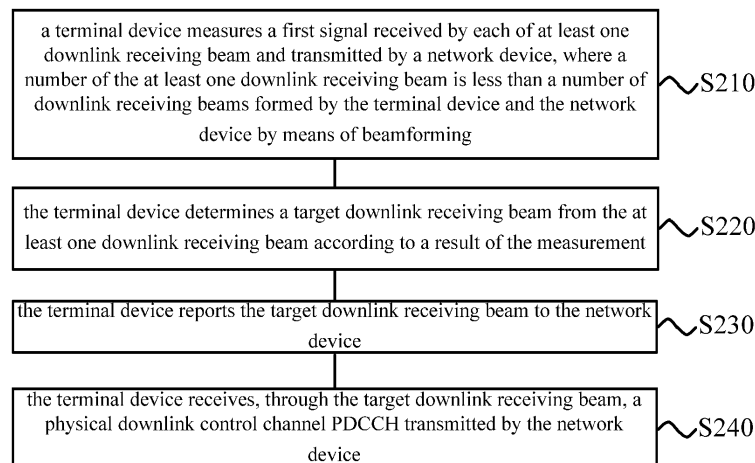 a terminal device measures a first signal received by each of at least one
downlink receiving beam and transmitted by a network device, where a
number of the at least one downlink receiving beam is less than a number of
downlink receiving beams formed by the terminal device and the network
device by means of beamforming
S210
the terminal device determines a target downlink receiving beam from the at
least one downlink receiving beam according to a result of the measurement
S220
the terminal device reports the target downlink receiving beam to the network
device
S230
the terminal device receives, through the target downlink receiving beam, a
physical downlink control channel PDCCH transmitted by the network
device
S240